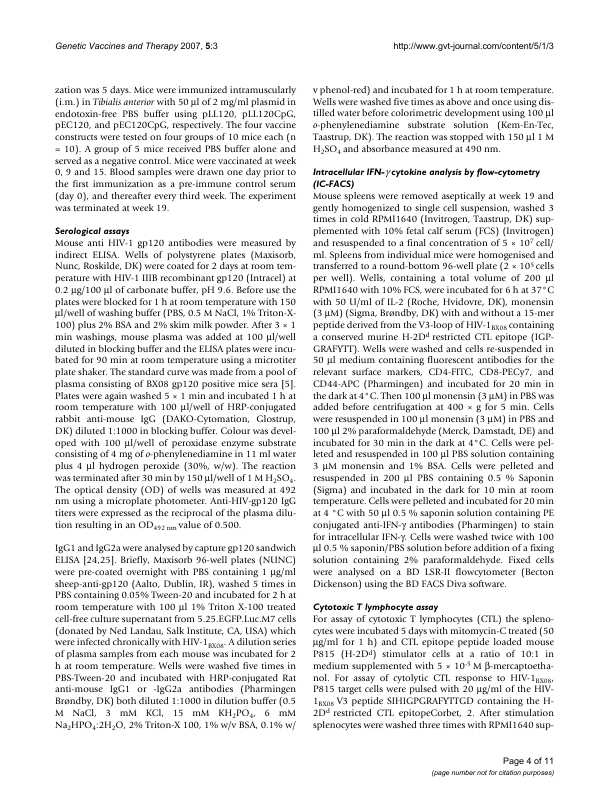 Genetic Vaccines and Therapy 2007, 5:3
http://www.gvt-journal.com/content/5/1/3
zation was 5 days. Mice were immunized intramuscularly
(i.m.) in Tibialis anterior with 50 μl of 2 mg/ml plasmid in
endotoxin-free PBS buffer using pLL120, pLL120CpG,
pEC120, and pEC120CpG, respectively. The four vaccine
constructs were tested on four groups of 10 mice each (n
= 10). A group of 5 mice received PBS buffer alone and
served as a negative control. Mice were vaccinated at week
0, 9 and 15. Blood samples were drawn one day prior to
the first immunization as a pre-immune control serum
(day 0), and thereafter every third week. The experiment
was terminated at week 19.
Serological assays
Mouse anti HIV-1 gp120 antibodies were measured by
indirect ELISA. Wells of polystyrene plates (Maxisorb,
Nunc, Roskilde, DK) were coated for 2 days at room tem-
perature with HIV-1 IIIB recombinant gp120 (Intracel) at
0.2 μg/100 μl of carbonate buffer, pH 9.6. Before use the
plates were blocked for 1 h at room temperature with 150
μl/well of washing buffer (PBS, 0.5 M NaCl, 1% Triton-X-
100) plus 2% BSA and 2% skim milk powder. After 3 × 1
min washings, mouse plasma was added at 100 μl/well
diluted in blocking buffer and the ELISA plates were incu-
bated for 90 min at room temperature using a microtiter
plate shaker. The standard curve was made from a pool of
plasma consisting of BX08 gp120 positive mice sera [5].
Plates were again washed 5 × 1 min and incubated 1 h at
room temperature with 100 μl/well of HRP-conjugated
rabbit anti-mouse IgG (DAKO-Cytomation, Glostrup,
DK) diluted 1:1000 in blocking buffer. Colour was devel-
oped with 100 μl/well of peroxidase enzyme substrate
consisting of 4 mg of o-phenylenediamine in 11 ml water
plus 4 μl hydrogen peroxide (30%, w/w). The reaction
was terminated after 30 min by 150 μl/well of 1 M H2SO4.
The optical density (OD) of wells was measured at 492
nm using a microplate photometer. Anti-HIV-gp120 IgG
titers were expressed as the reciprocal of the plasma dilu-
tion resulting in an OD492 nm value of 0.500.
IgG1 and IgG2a were analysed by capture gp120 sandwich
ELISA [24,25]. Briefly, Maxisorb 96-well plates (NUNC)
were pre-coated overnight with PBS containing 1 μg/ml
sheep-anti-gp120 (Aalto, Dublin, IR), washed 5 times in
PBS containing 0.05% Tween-20 and incubated for 2 h at
room temperature with 100 μl 1% Triton X-100 treated
cell-free culture supernatant from 5.25.EGFP.Luc.M7 cells
(donated by Ned Landau, Salk Institute, CA, USA) which
were infected chronically with HIV-1BX08. A dilution series
of plasma samples from each mouse was incubated for 2
h at room temperature. Wells were washed five times in
PBS-Tween-20 and incubated with HRP-conjugated Rat
anti-mouse IgG1 or -IgG2a antibodies (Pharmingen
Brøndby, DK) both diluted 1:1000 in dilution buffer (0.5
M NaCl, 3 mM KCl, 15 mM KH2PO4, 6 mM
Na2HPO4:2H2O, 2% Triton-X 100, 1% w/v BSA, 0.1% w/
v phenol-red) and incubated for 1 h at room temperature.
Wells were washed five times as above and once using dis-
tilled water before colorimetric development using 100 μl
o-phenylenediamine substrate solution (Kem-En-Tec,
Taastrup, DK). The reaction was stopped with 150 μl 1 M
H2SO4 and absorbance measured at 490 nm.
Intracellular IFN-γ cytokine analysis by flow-cytometry
(IC-FACS)
Mouse spleens were removed aseptically at week 19 and
gently homogenized to single cell suspension, washed 3
times in cold RPMI1640 (Invitrogen, Taastrup, DK) sup-
plemented with 10% fetal calf serum (FCS) (Invitrogen)
and resuspended to a final concentration of 5 × 10⁷ cell/
ml. Spleens from individual mice were homogenised and
transferred to a round-bottom 96-well plate (2 × 10⁵ cells
per well). Wells, containing a total volume of 200 μl
RPMI1640 with 10% FCS, were incubated for 6 h at 37°C
with 50 U/ml of IL-2 (Roche, Hvidovre, DK), monensin
(3 μM) (Sigma, Brøndby, DK) with and without a 15-mer
peptide derived from the V3-loop of HIV-1BX08 containing
a conserved murine H-2Dd restricted CTL epitope (IGP-
GRAFYTT). Wells were washed and cells re-suspended in
50 μl medium containing fluorescent antibodies for the
relevant surface markers, CD4-FITC, CD8-PECy7, and
CD44-APC (Pharmingen) and incubated for 20 min in
the dark at 4°C. Then 100 μl monensin (3 μM) in PBS was
added before centrifugation at 400 × g for 5 min. Cells
were resuspended in 100 μl monensin (3 μM) in PBS and
100 μl 2% paraformaldehyde (Merck, Damstadt, DE) and
incubated for 30 min in the dark at 4°C. Cells were pel-
leted and resuspended in 100 μl PBS solution containing
3 μM monensin and 1% BSA. Cells were pelleted and
resuspended in 200 μl PBS containing 0.5 % Saponin
(Sigma) and incubated in the dark for 10 min at room
temperature. Cells were pelleted and incubated for 20 min
at 4 °C with 50 μl 0.5 % saponin solution containing PE
conjugated anti-IFN-γ antibodies (Pharmingen) to stain
for intracellular IFN-γ. Cells were washed twice with 100
μl 0.5 % saponin/PBS solution before addition of a fixing
solution containing 2% paraformaldehyde. Fixed cells
were analysed on a BD LSR-II flowcytometer (Becton
Dickenson) using the BD FACS Diva software.
Cytotoxic T lymphocyte assay
For assay of cytotoxic T lymphocytes (CTL) the spleno-
cytes were incubated 5 days with mitomycin-C treated (50
μg/ml for 1 h) and CTL epitope peptide loaded mouse
P815 (H-2Dd) stimulator cells at a ratio of 10:1 in
medium supplemented with 5 × 10⁻⁵ M β-mercaptoetha-
nol. For assay of cytolytic CTL response to HIV-1BX08,
P815 target cells were pulsed with 20 μg/ml of the HIV-
1BX08 V3 peptide SIHIGPGRAFYTTGD containing the H-
2Dd restricted CTL epitopeCorbet, 2. After stimulation
splenocytes were washed three times with RPMI1640 sup-
Page 4 of 11
(page number not for citation purposes)